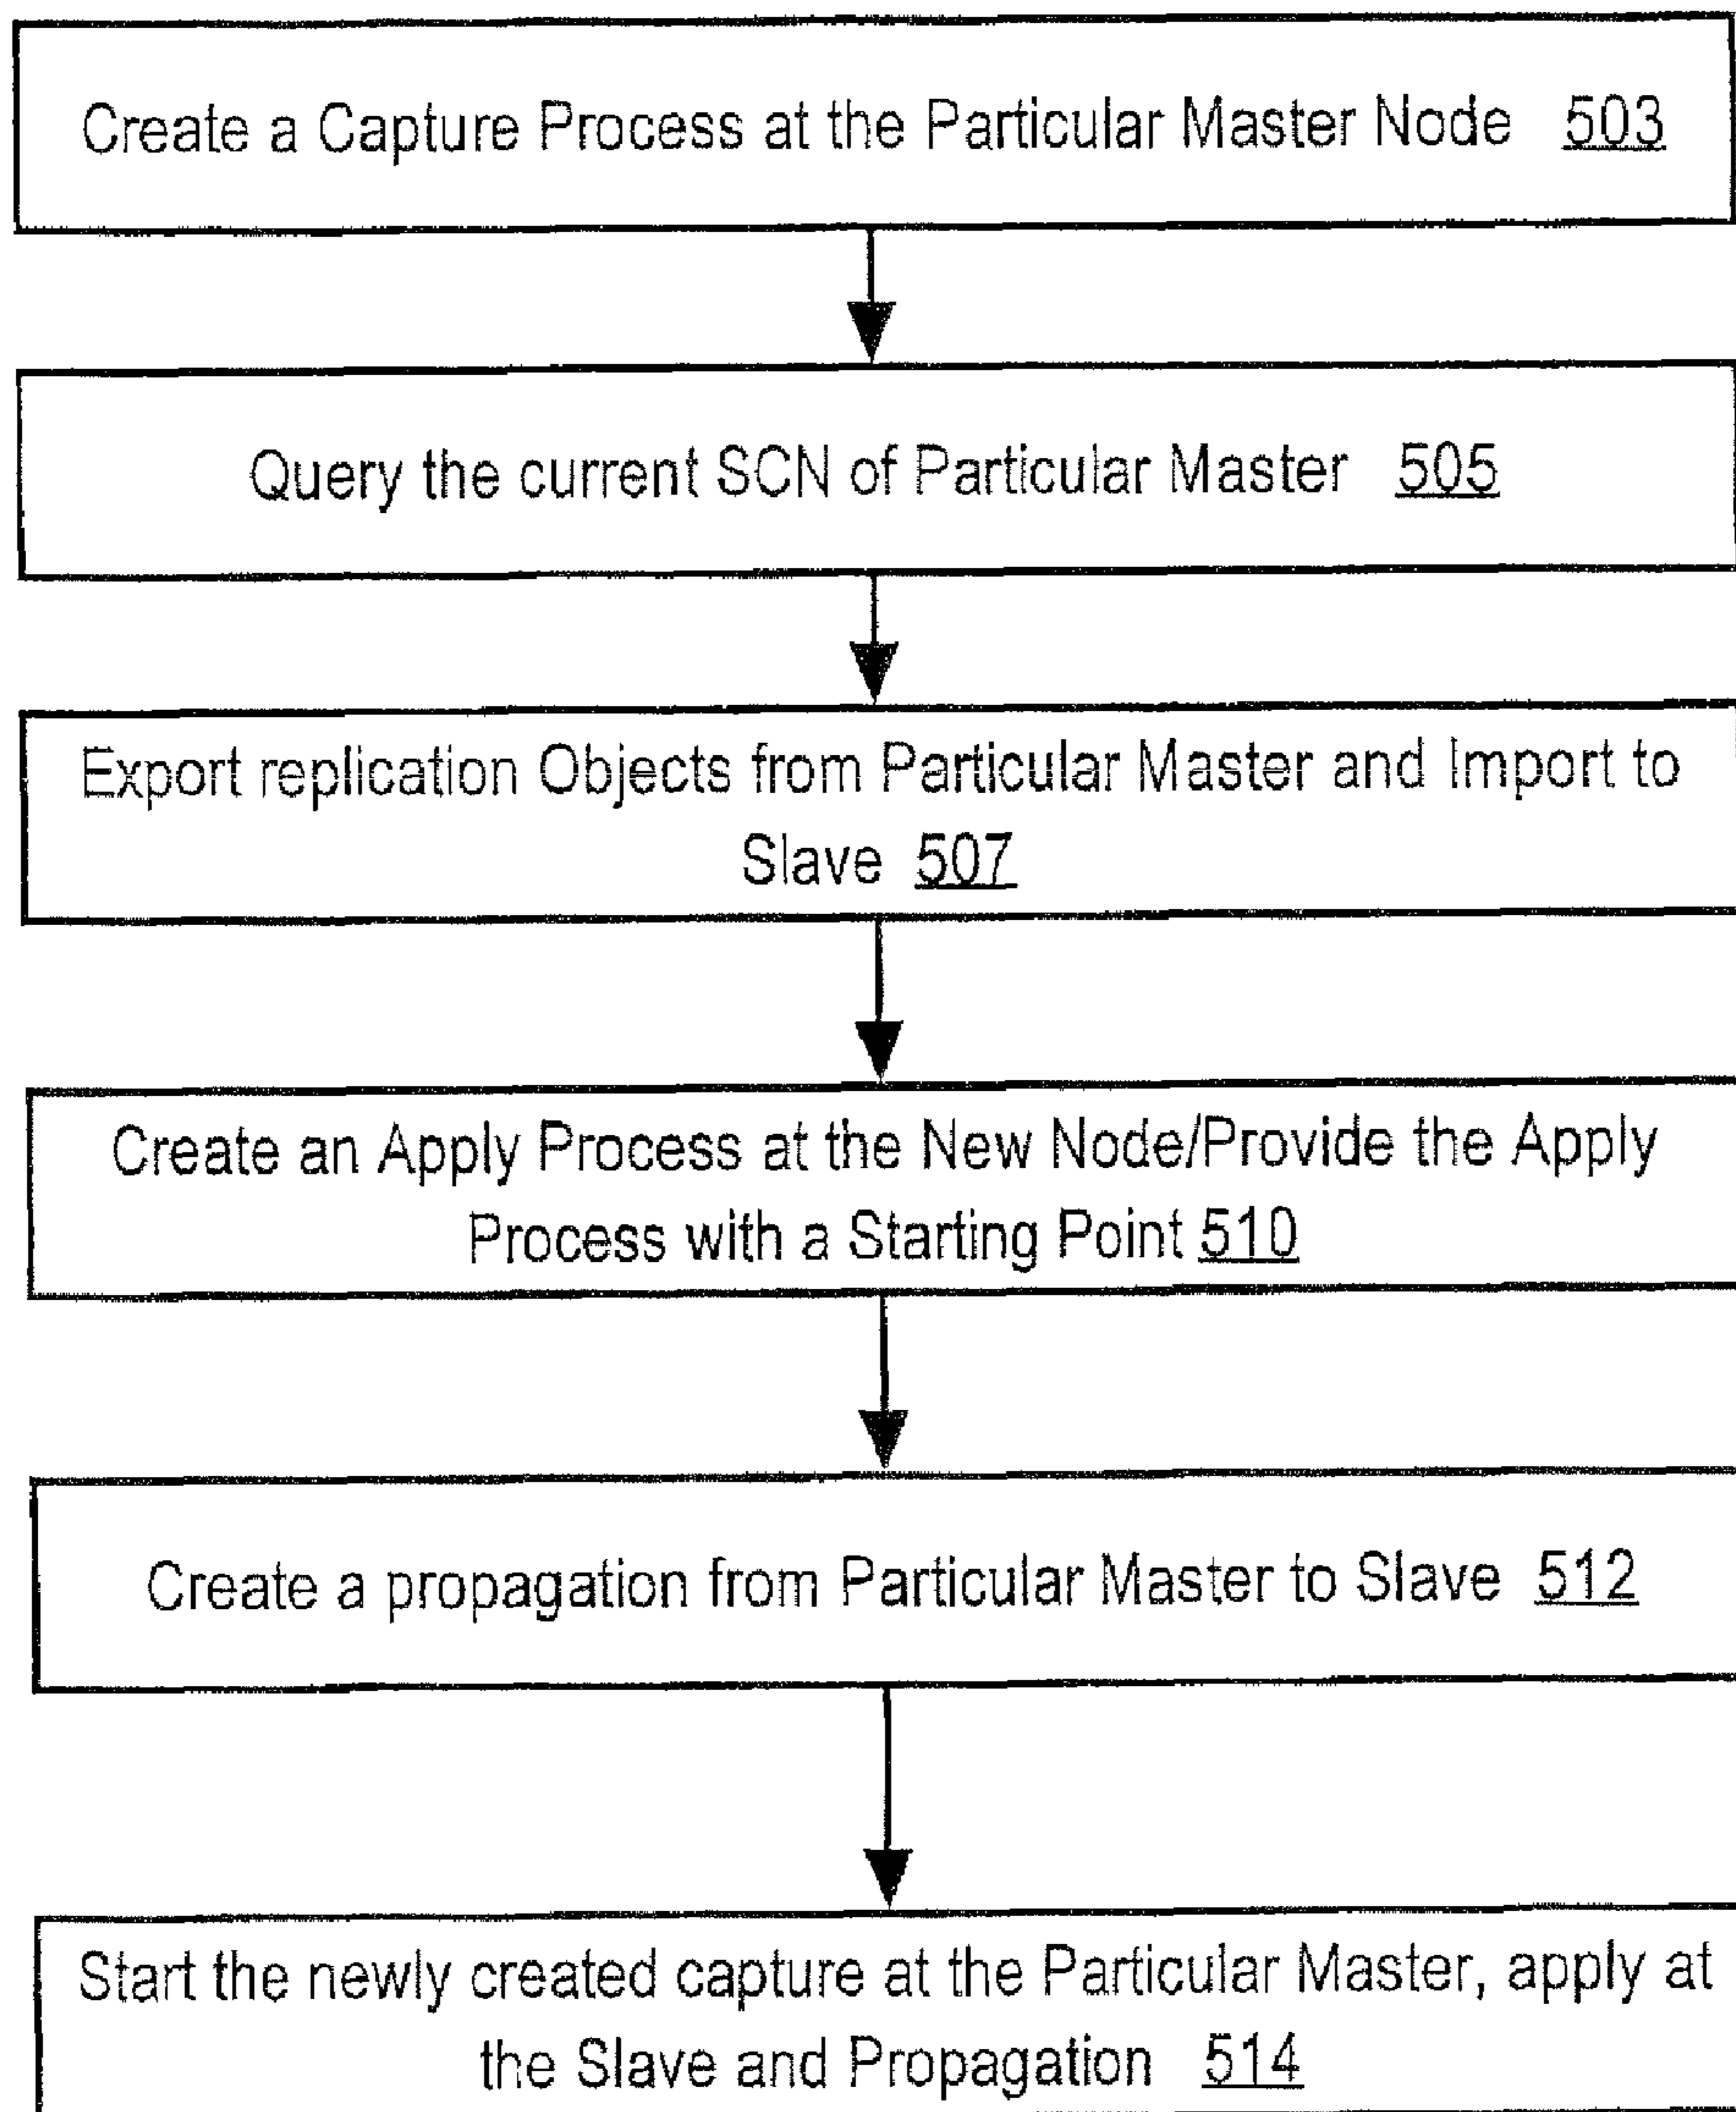 Create a Capture Process at the Particular Master Node 503
Query the current SCN of Particular Master 505
Export replication Objects from Particular Master and Import to
Slave 507
Create an Apply Process at the New Node/Provide the Apply
Process with a Starting Point 510
Create a propagation from Particular Master to Slave 512
Start the newly created capture at the Particular Master, apply at
the Slave and Propagation 514